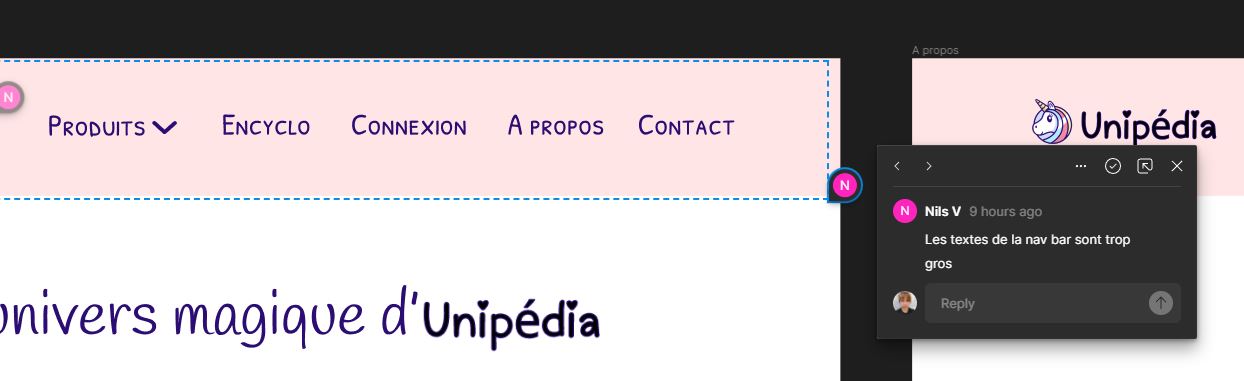 A propos
N
Produits
Encyclo
Connexion
A propos
Contact
Unipédia
N
N
Nils V 9 hours ago
Les textes de la nav bar sont trop
gros
Reply
univers magique d'Unipédia